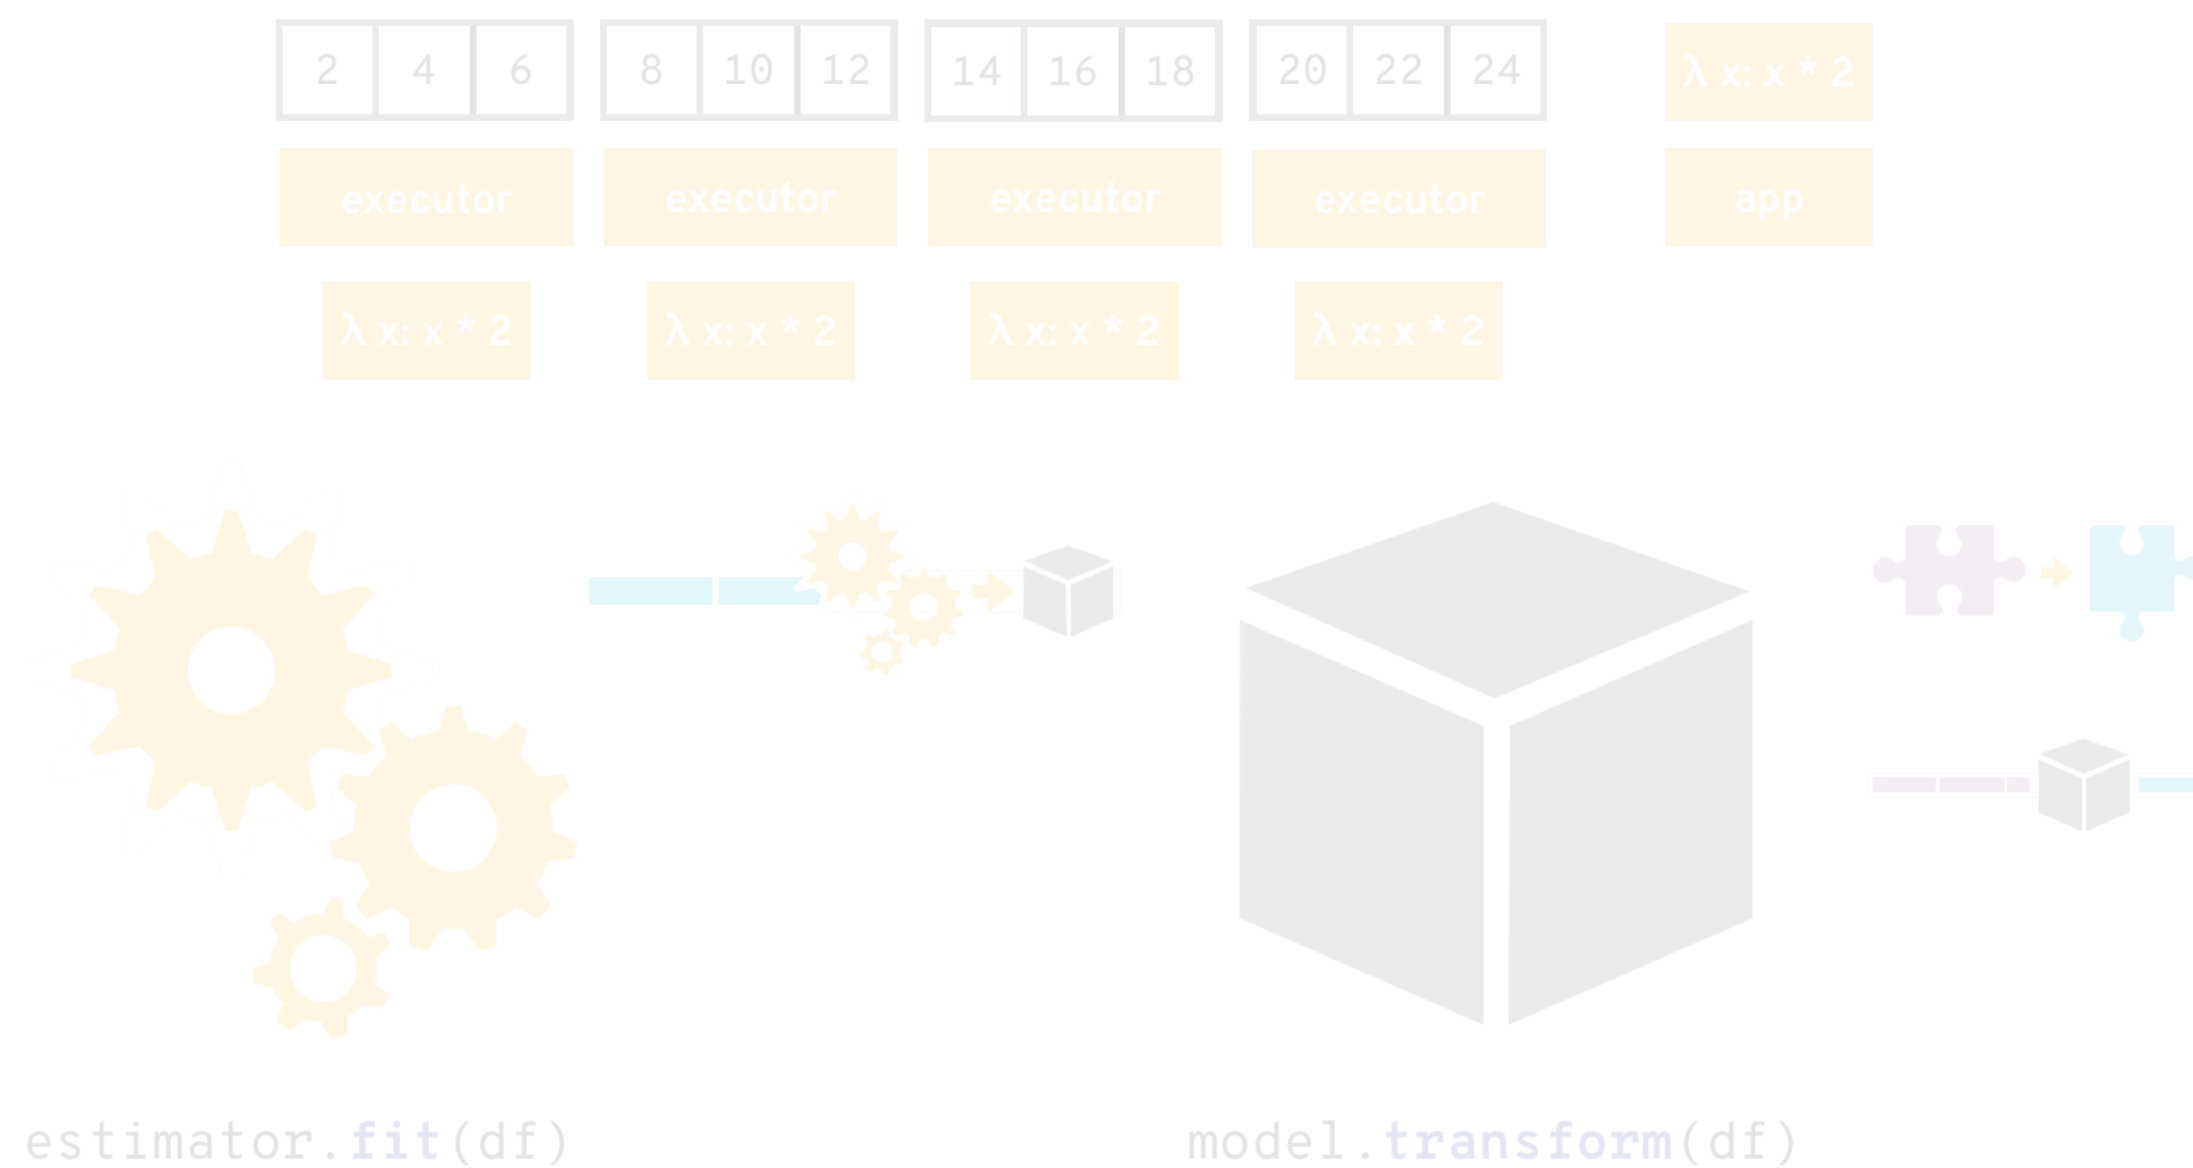 2 4 6 8 10 12 14 16 18 20 22 24 λ x: x * 2
executor executor executor executor app
λ x: x * 2 λ x: x * 2 λ x: x * 2 λ x: x * 2
estimator.fit(df) model.transform(df)